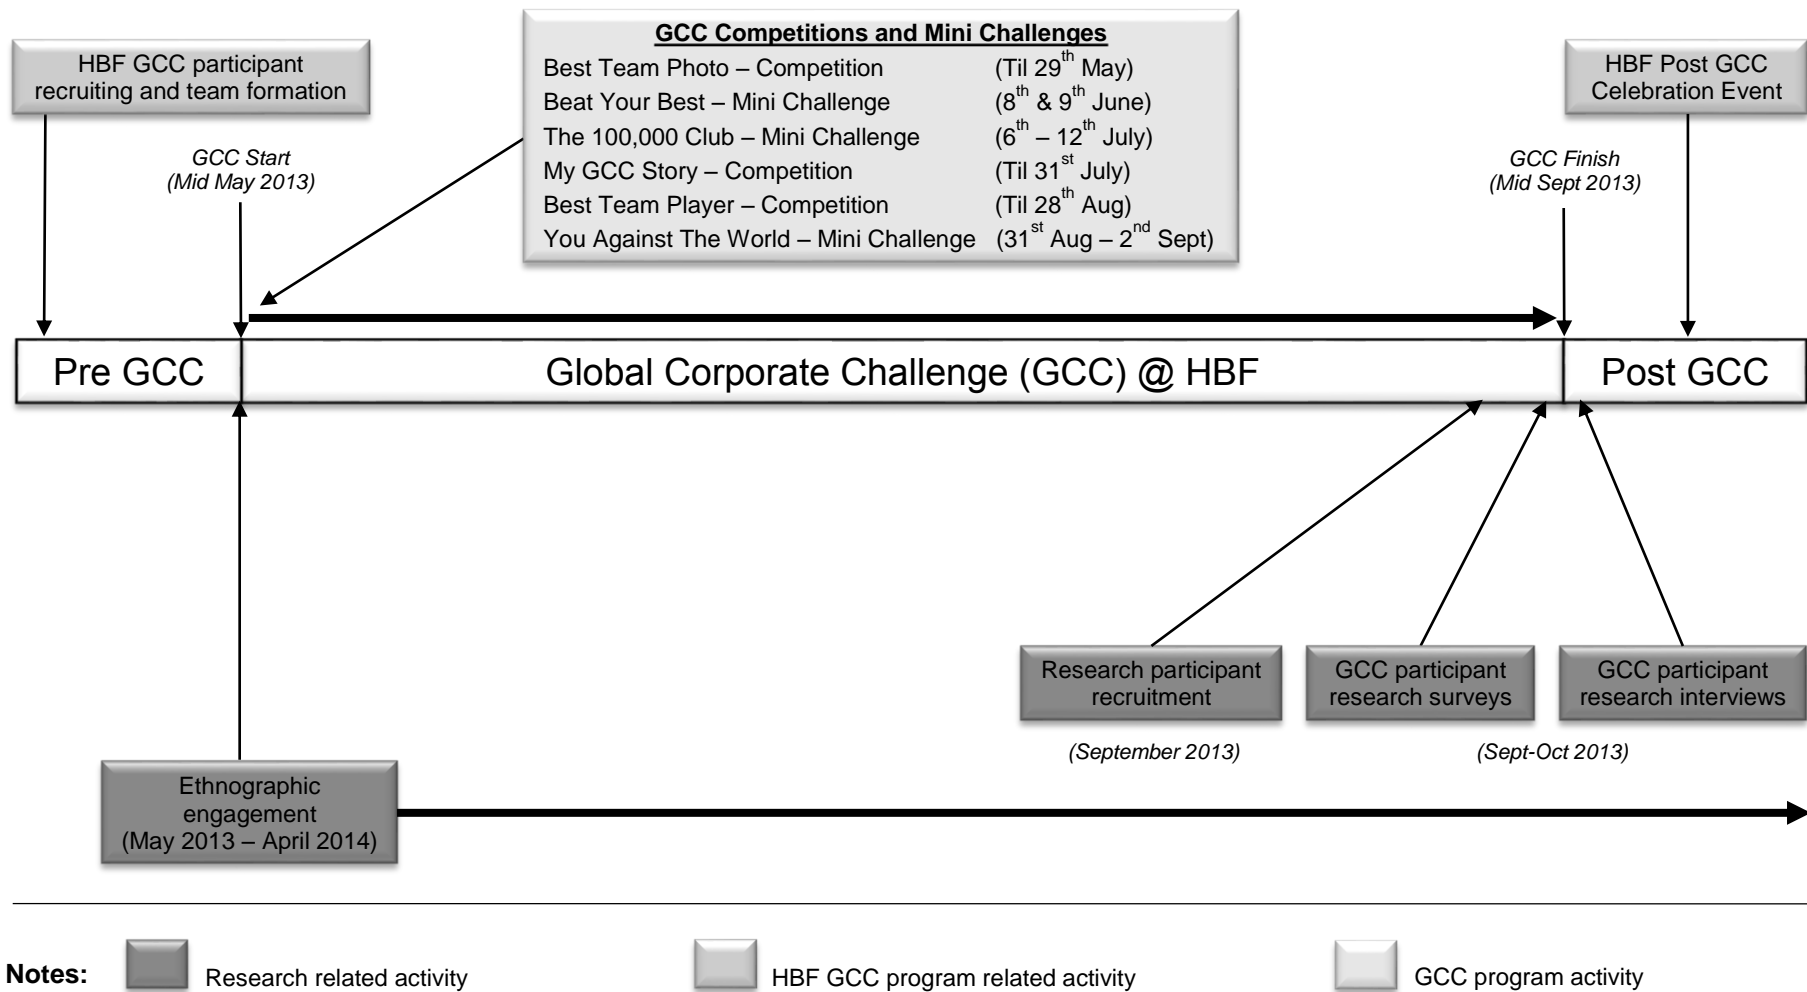 GCC Competitions and Mini Challenges
Best Team Photo – Competition (Til 29th May)
Beat Your Best – Mini Challenge (8th & 9th June)
The 100,000 Club – Mini Challenge (6th – 12th July)
My GCC Story – Competition (Til 31st July)
Best Team Player – Competition (Til 28th Aug)
You Against The World – Mini Challenge (31st Aug – 2nd Sept)
HBF GCC participant
recruiting and team formation
HBF Post GCC
Celebration Event
GCC Start
(Mid May 2013)
GCC Finish
(Mid Sept 2013)
Pre GCC
Global Corporate Challenge (GCC) @ HBF
Post GCC
Research participant
recruitment
GCC participant
research surveys
GCC participant
research interviews
(September 2013)
(Sept-Oct 2013)
Ethnographic
engagement
(May 2013 – April 2014)
Notes:
Research related activity
HBF GCC program related activity
GCC program activity